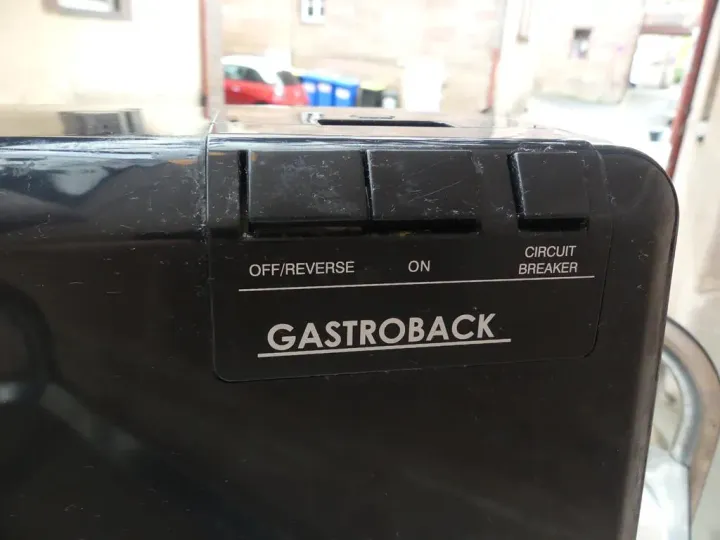 OFF/REVERSE ON CIRCUIT
BREAKER
GASTROBACK